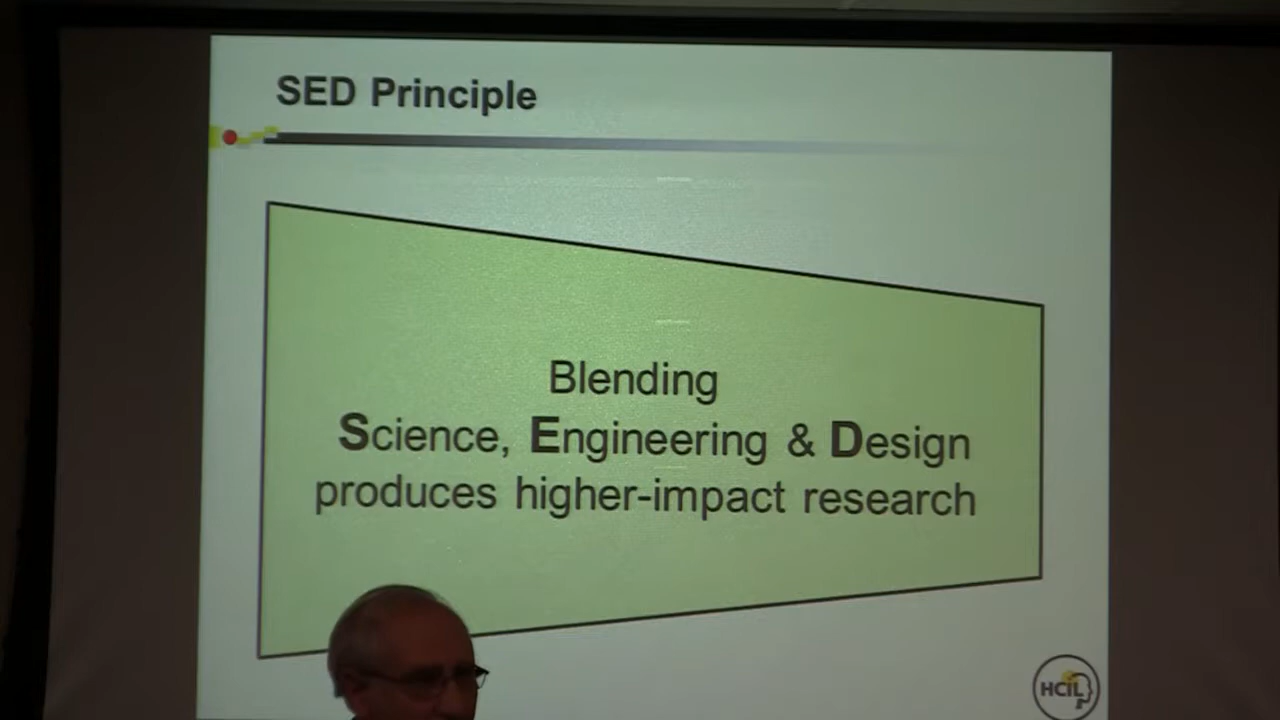 SED Principle
Blending
Science, Engineering & Design
produces higher-impact research
HCIL